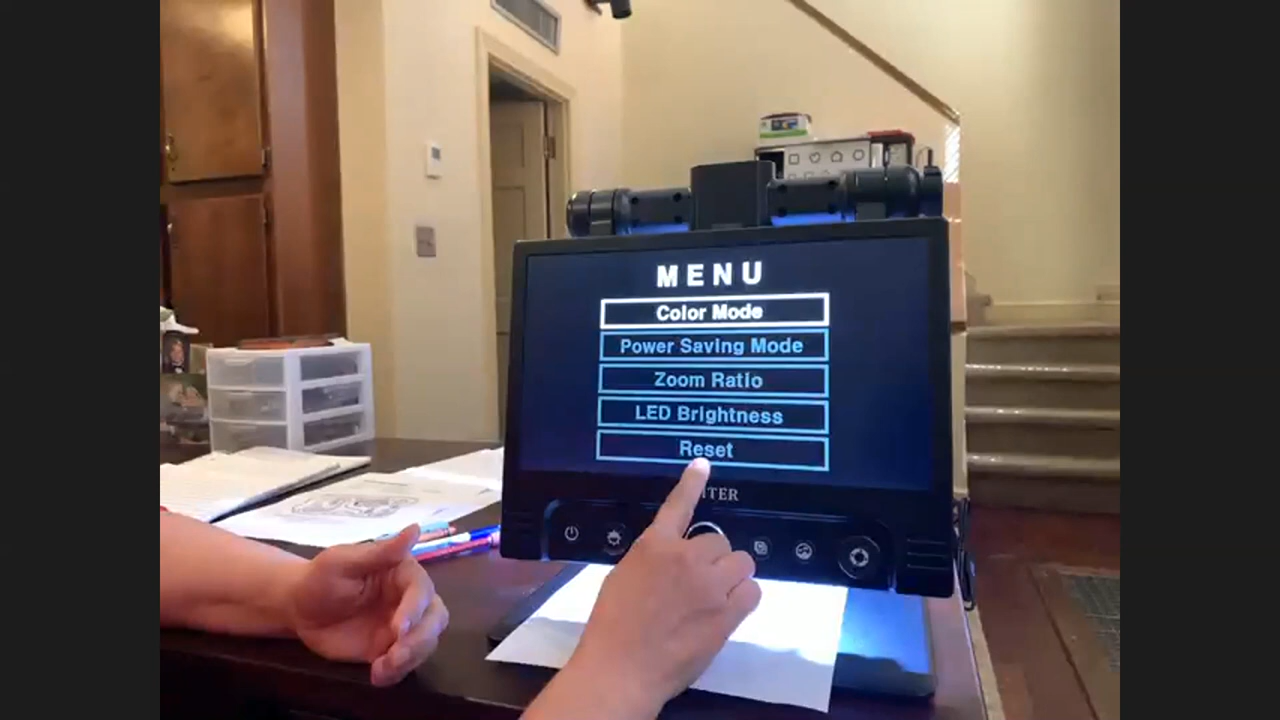 MENU
Color Mode
Power Saving Mode
Zoom Ratio
LED Brightness
Reset